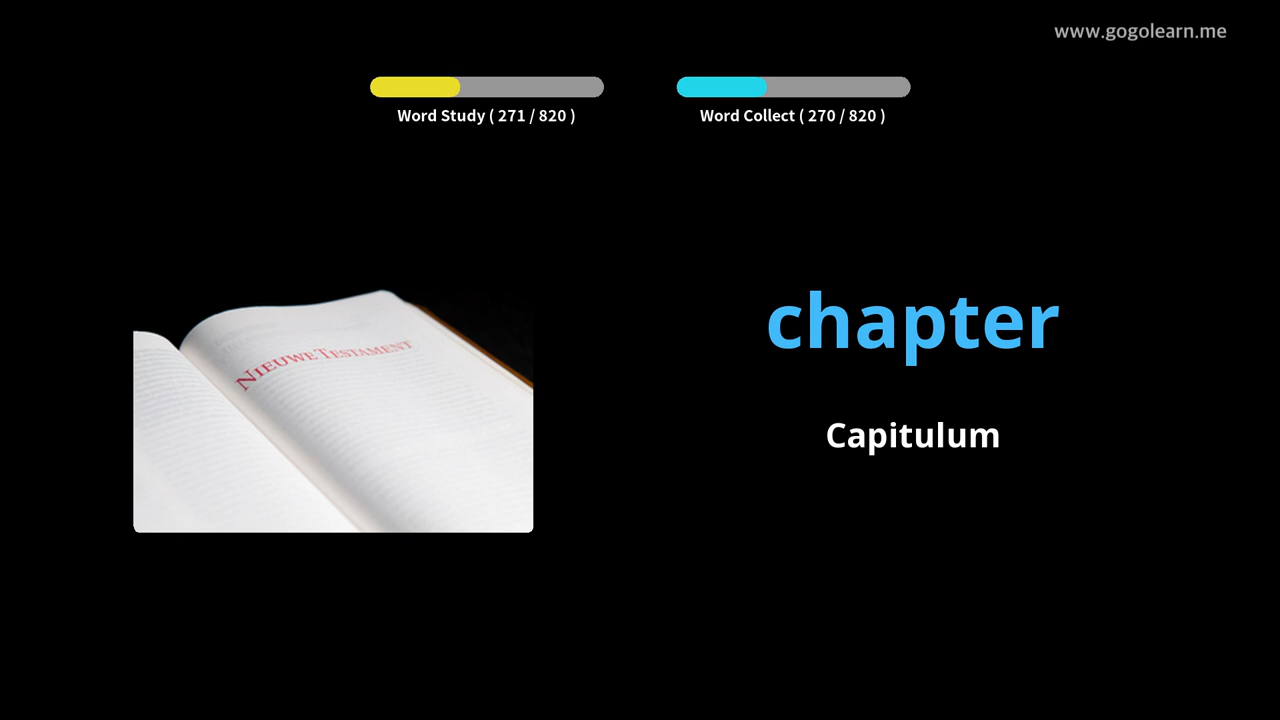 www.gogolearn.me
Word Study ( 271 / 820 )
Word Collect ( 270 / 820 )
NIEUWE TESTAMENT
chapter
Capitulum